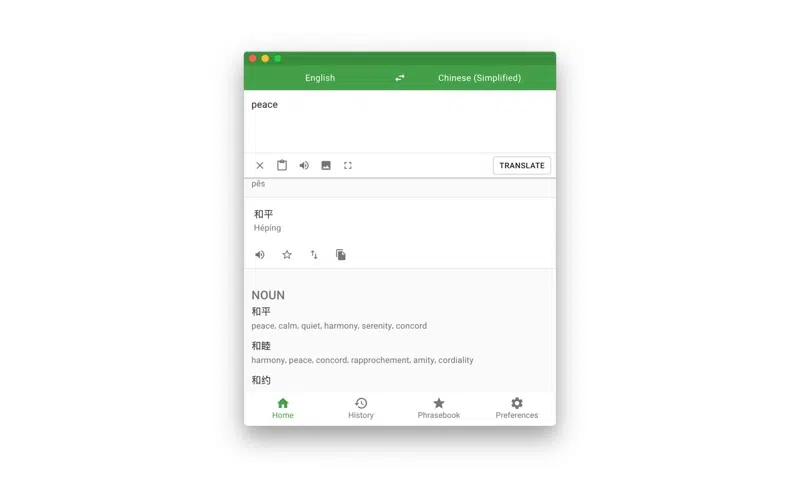 English
Chinese (Simplified)
peace
TRANSLATE
pēs
和平
Hépíng
NOUN
和平
peace, calm, quiet, harmony, serenity, concord
和睦
harmony, peace, concord, rapprochement, amity, cordiality
和约
Home
History
Phrasebook
Preferences